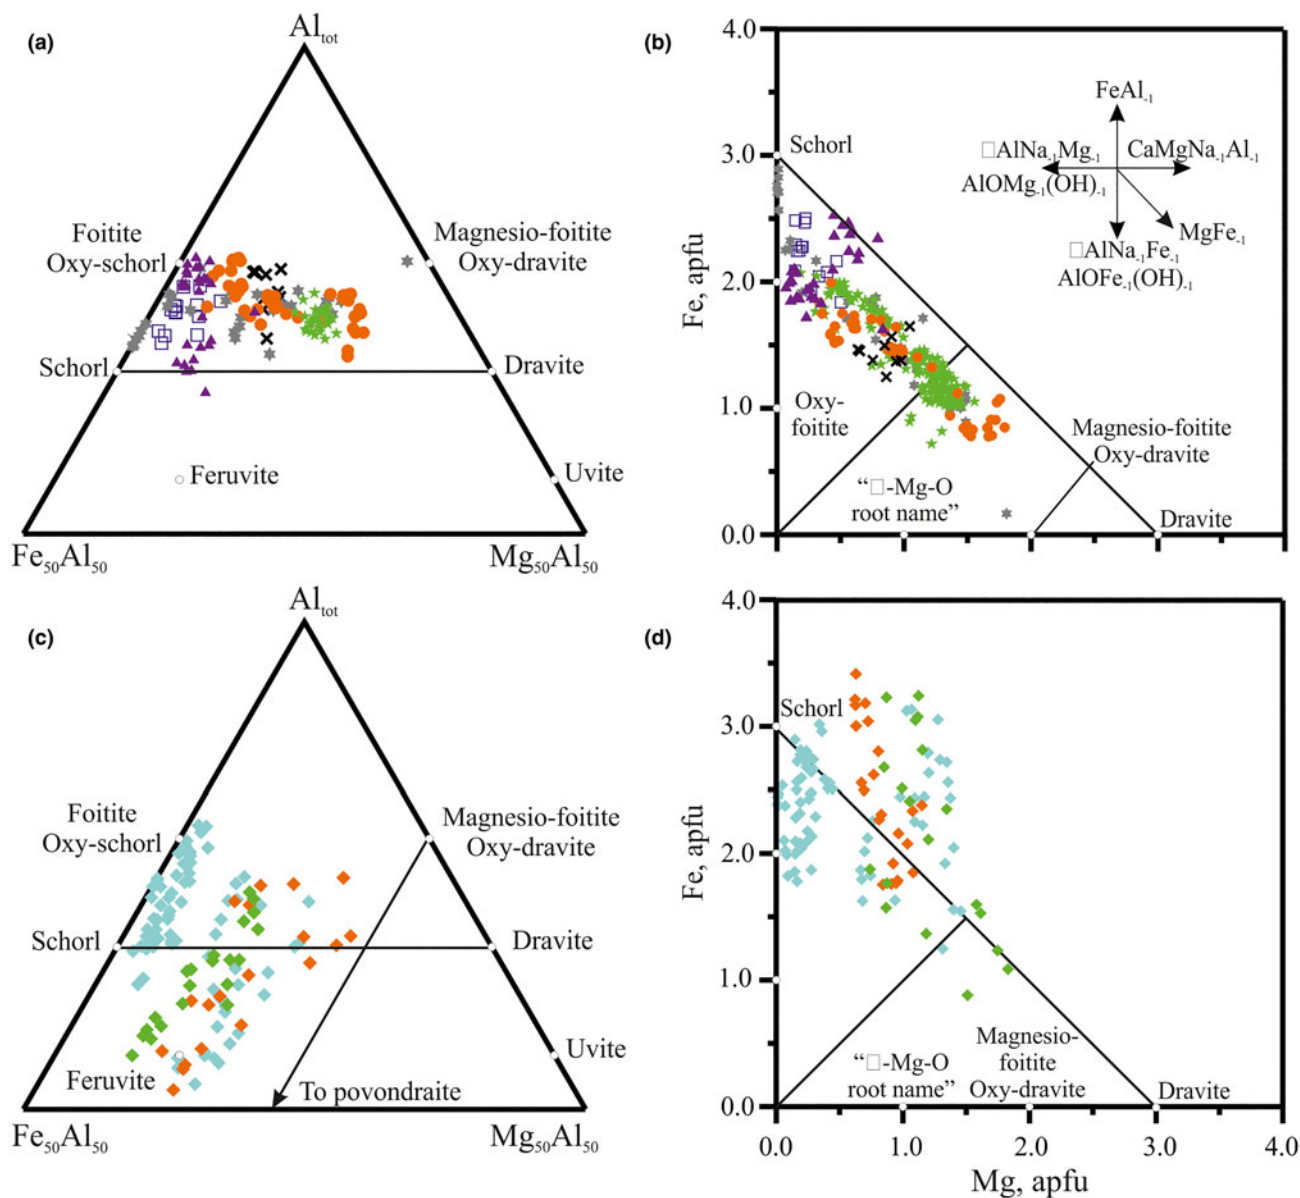 (a)
Al_tot
Foitite
Oxy-schorl
Magnesio-foitite
Oxy-dravite
Schorl
Dravite
Feruvite
Uvite
Fe₅₀Al₅₀
Mg₅₀Al₅₀
(b)
4.0
3.0
2.0
1.0
0.0
Fe, apfu
Schorl
FeAl₋₁
□AlNa₋₁Mg₋₁
AlOMg₋₁(OH)₋₁
CaMgNa₋₁Al₋₁
MgFe₋₁
□AlNa₋₁Fe₋₁
AlOFe₋₁(OH)₋₁
Oxy-
foitite
Magnesio-foitite
Oxy-dravite
“□-Mg-O
root name”
Dravite
(c)
Al_tot
Foitite
Oxy-schorl
Magnesio-foitite
Oxy-dravite
Schorl
Dravite
Feruvite
Uvite
To povondraite
Fe₅₀Al₅₀
Mg₅₀Al₅₀
(d)
4.0
3.0
2.0
1.0
0.0
Fe, apfu
Schorl
“□-Mg-O
root name”
Magnesio-
foitite
Oxy-dravite
Dravite
0.0 1.0 2.0 3.0 4.0
Mg, apfu